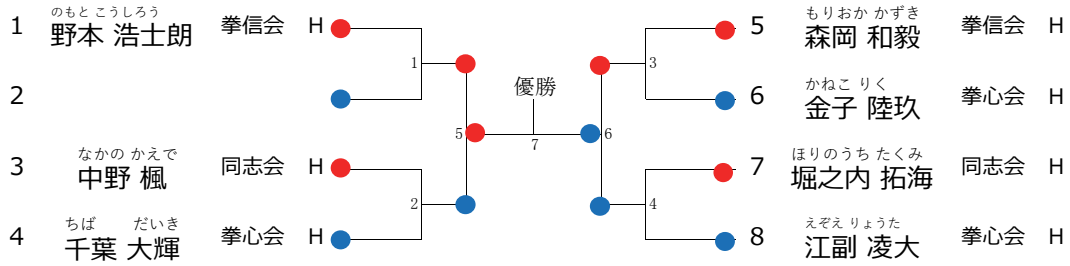 のもと こうしろう
1 野本 浩士朗 拳信会 H
2
なかの かえで
3 中野 楓 同志会 H
ちば だいき
4 千葉 大輝 拳心会 H
1
2
5
優勝
7
6
3
4
もりおか かずき
5 森岡 和毅 拳信会 H
かねこ りく
6 金子 陸玖 拳心会 H
ほりのうち たくみ
7 堀之内 拓海 同志会 H
えぞえ りょうた
8 江副 凌大 拳心会 H